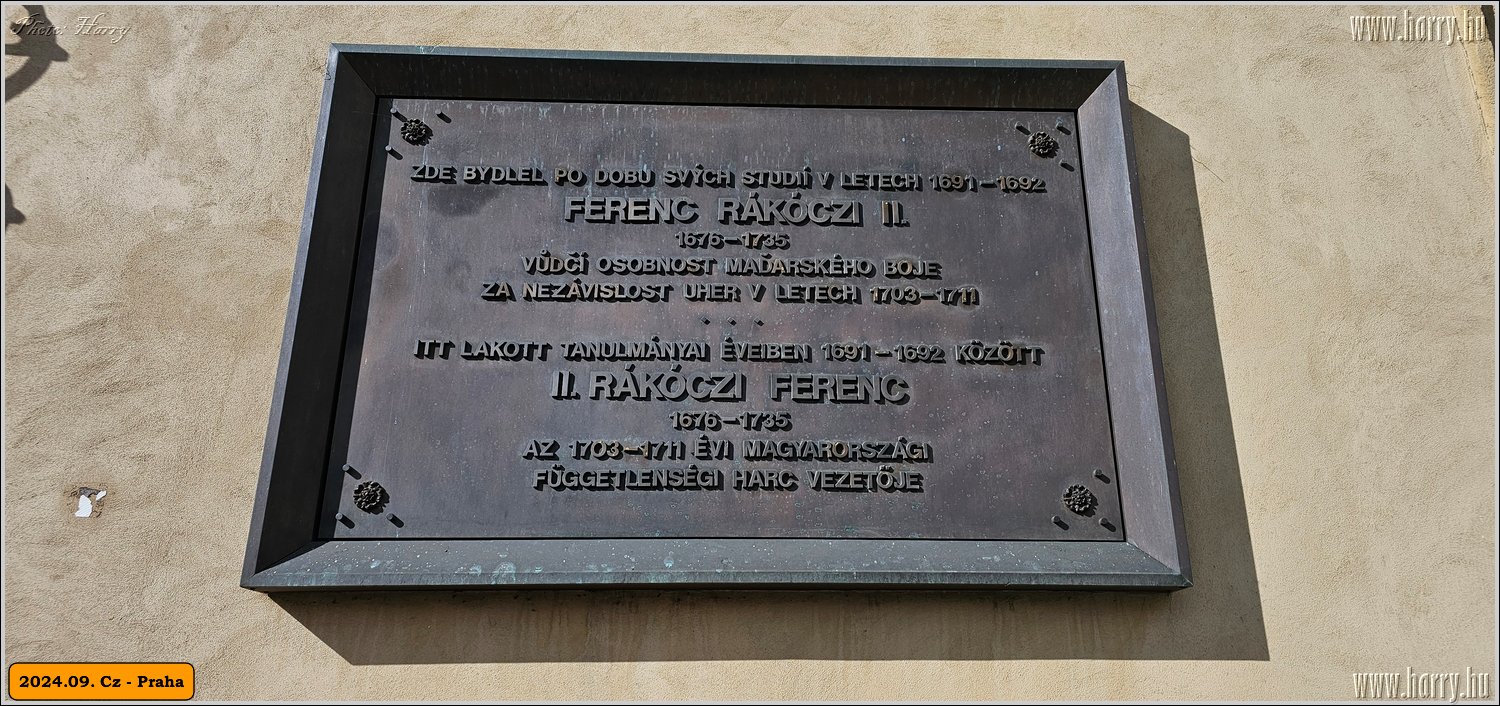 Photo: Harry
www.harry.hu
ZDE BYDLEL PO DOBU SVÝCH STUDIÍ V LETECH 1691–1692
FERENC RÁKÓCZI II.
1676–1735
VŮDČÍ OSOBNOST MAĎARSKÉHO BOJE
ZA NEZÁVISLOST UHER V LETECH 1703–1711
. . .
ITT LAKOTT TANULMÁNYAI ÉVEIBEN 1691–1692 KÖZÖTT
II. RÁKÓCZI FERENC
1676–1735
AZ 1703–1711 ÉVI MAGYARORSZÁGI
FÜGGETLENSÉGI HARC VEZETŐJE
2024.09. Cz - Praha
www.harry.hu